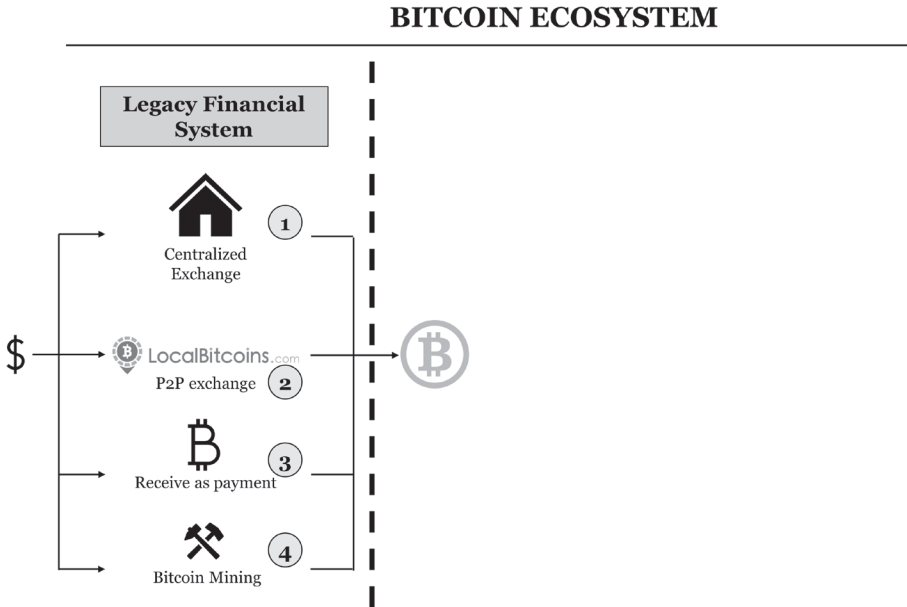 BITCOIN ECOSYSTEM
Legacy Financial
System
1
Centralized
Exchange
$
LocalBitcoins.com
P2P exchange
2
3
Receive as payment
4
Bitcoin Mining